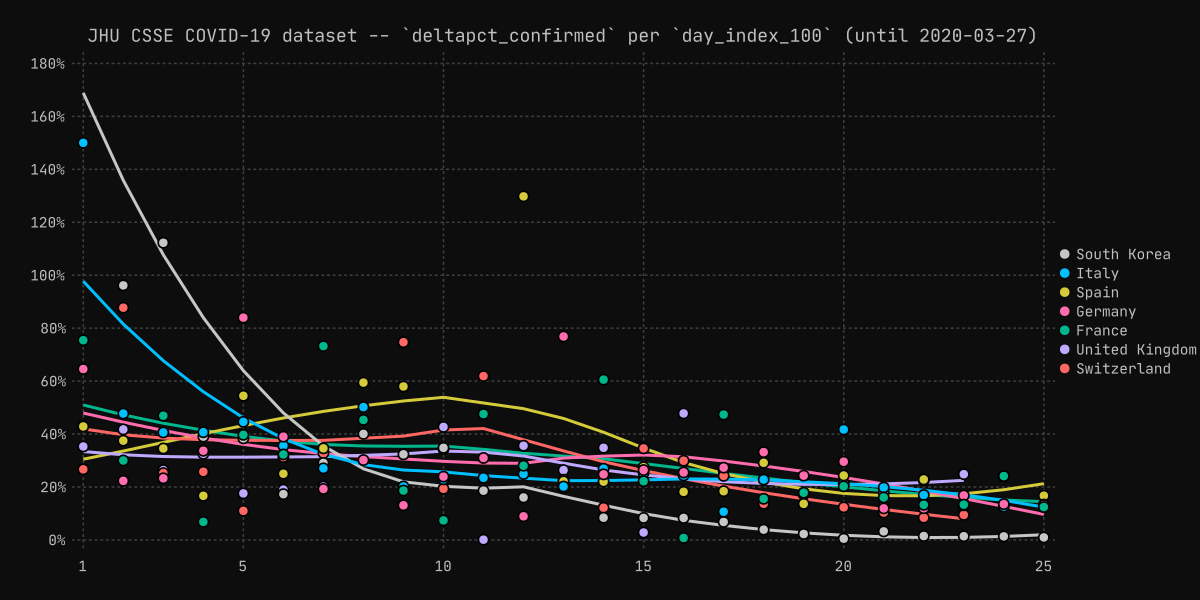 JHU CSSE COVID-19 dataset -- `deltapct_confirmed` per `day_index_100` (until 2020-03-27)
180%
160%
140%
120%
100%
80%
60%
40%
20%
0%
1 5 10 15 20 25
South Korea
Italy
Spain
Germany
France
United Kingdom
Switzerland